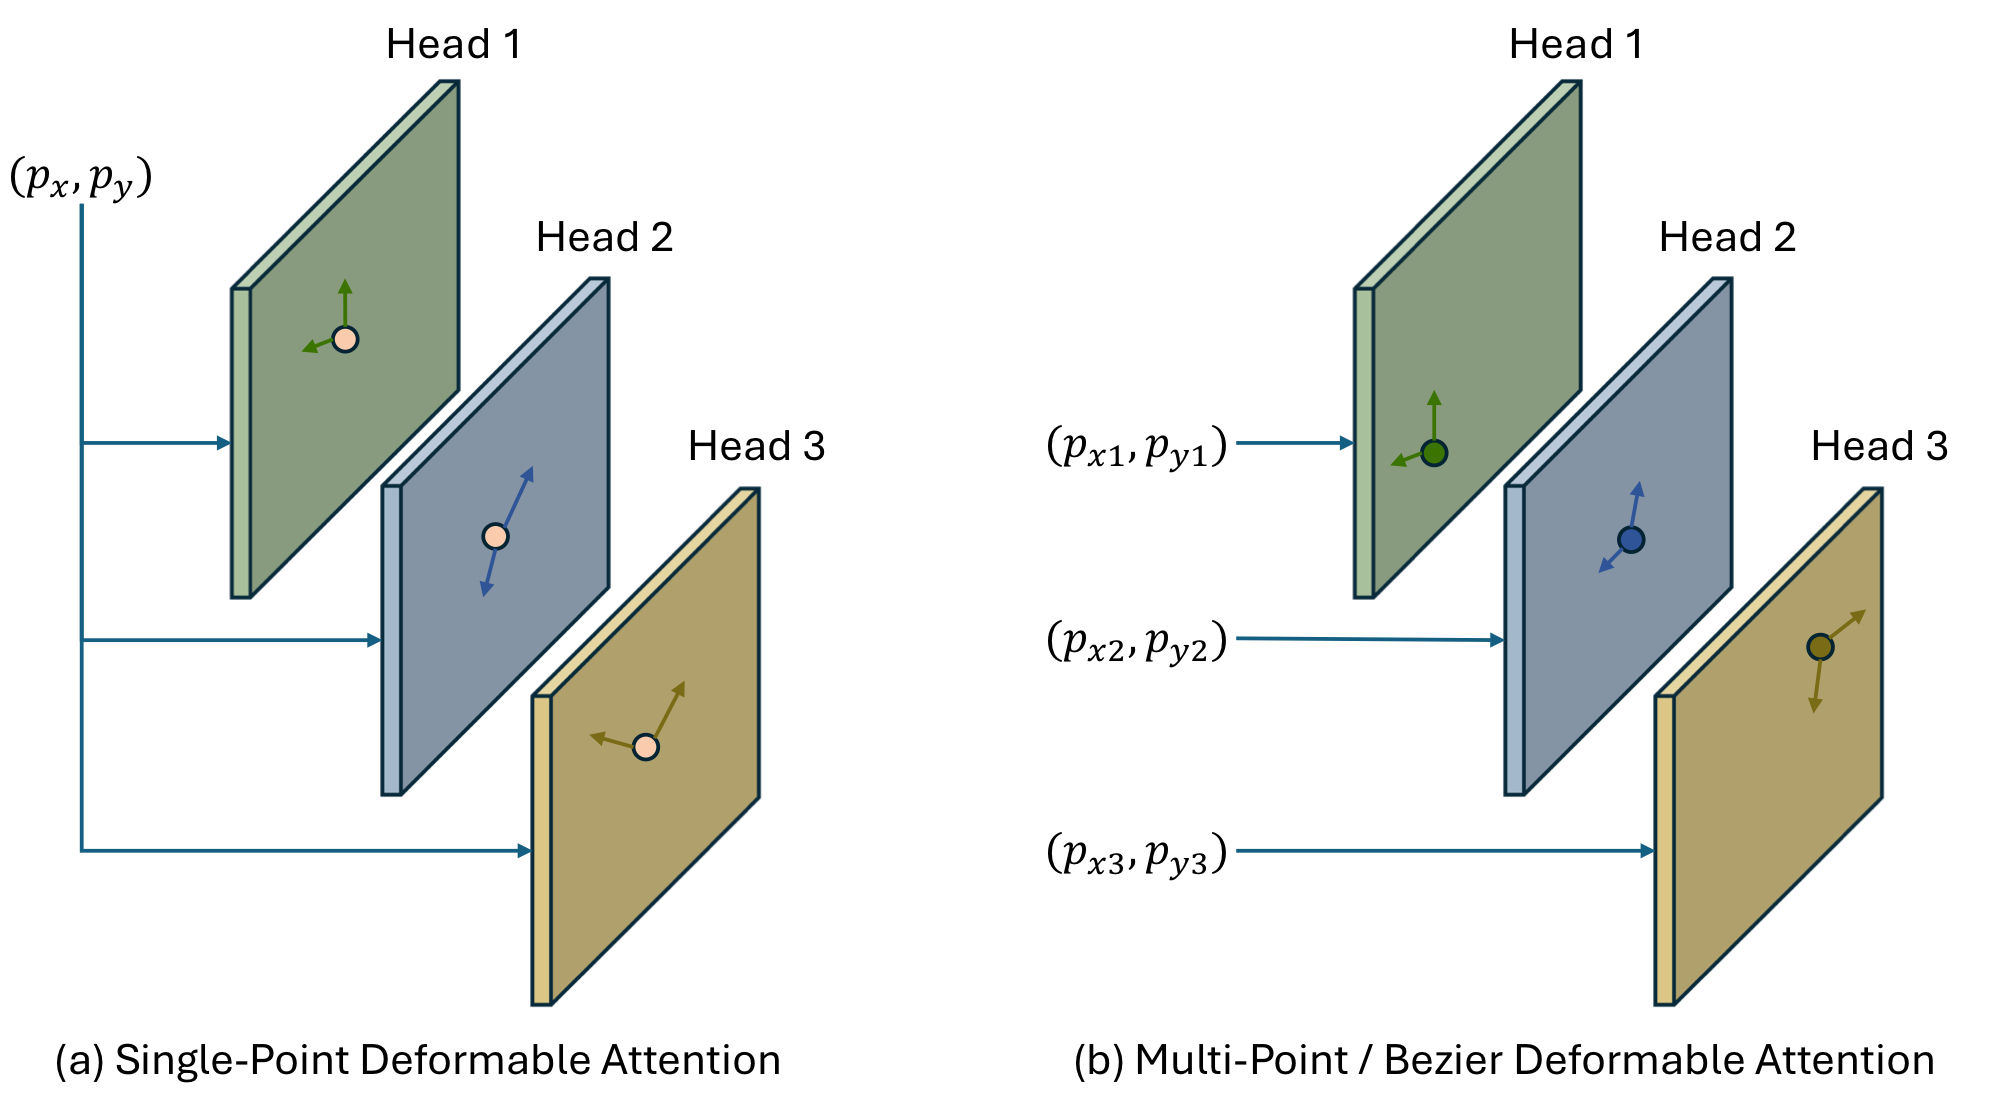 Head 1
(p_x, p_y)
Head 2
Head 3
(a) Single-Point Deformable Attention
Head 1
Head 2
(p_{x1}, p_{y1})
Head 3
(p_{x2}, p_{y2})
(p_{x3}, p_{y3})
(b) Multi-Point / Bezier Deformable Attention